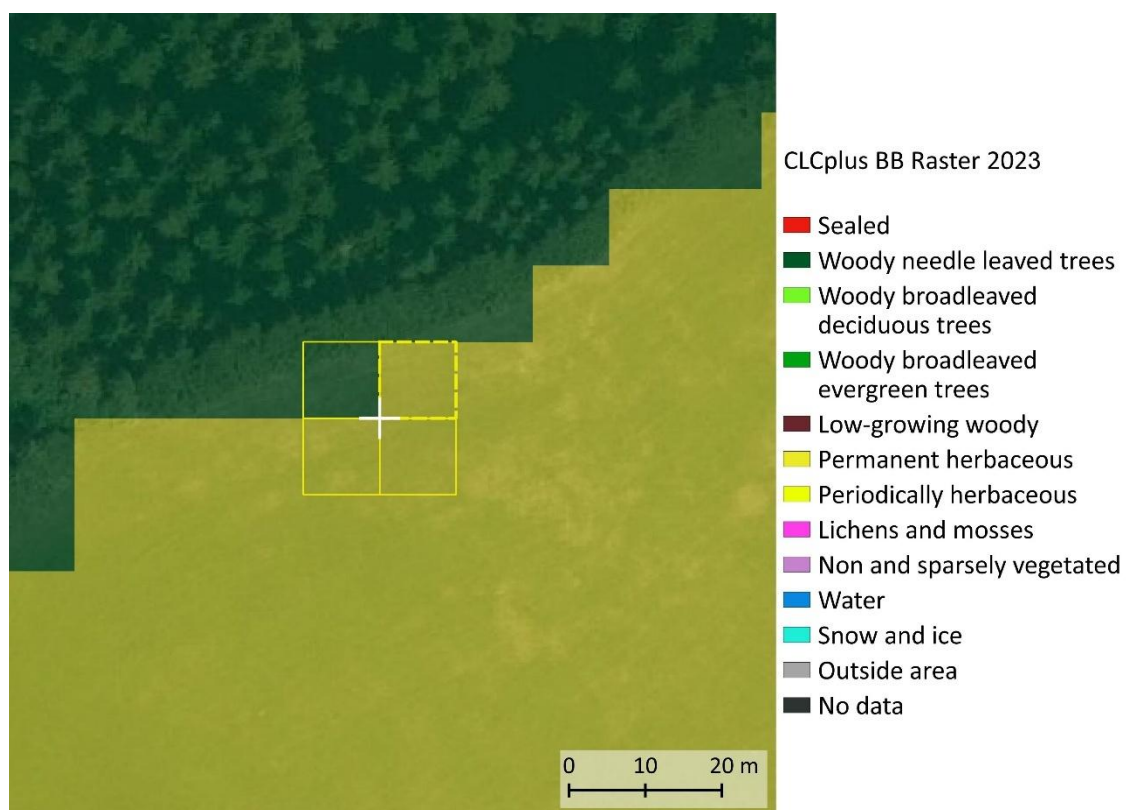 CLCplus BB Raster 2023
Sealed
Woody needle leaved trees
Woody broadleaved
deciduous trees
Woody broadleaved
evergreen trees
Low-growing woody
Permanent herbaceous
Periodically herbaceous
Lichens and mosses
Non and sparsely vegetated
Water
Snow and ice
Outside area
No data
0 10 20 m